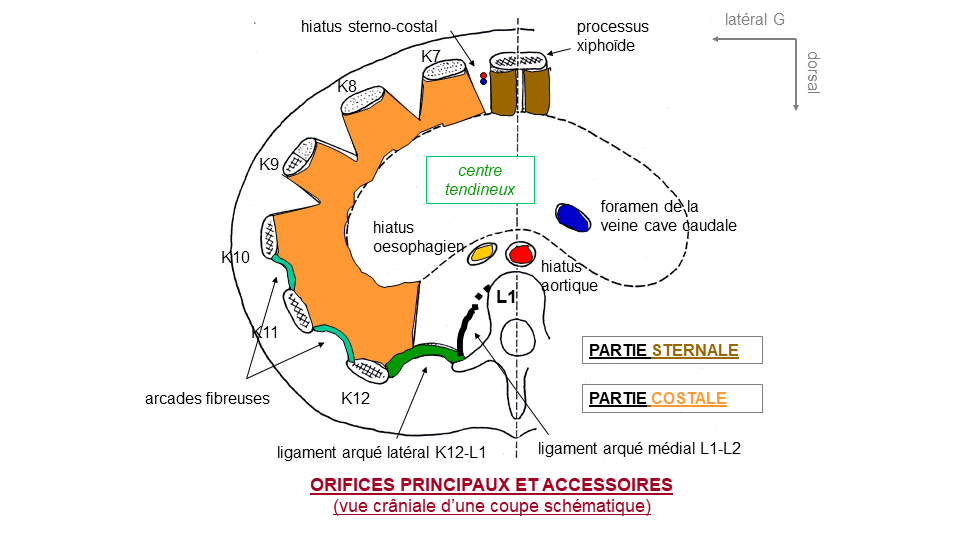 hiatus sterno-costal
processus
xiphoïde
latéral G
dorsal
K7
K8
K9
K10
K11
K12
centre
tendineux
foramen de la
veine cave caudale
hiatus
oesophagien
hiatus
aortique
L1
PARTIE STERNALE
PARTIE COSTALE
arcades fibreuses
ligament arqué latéral K12-L1
ligament arqué médial L1-L2
ORIFICES PRINCIPAUX ET ACCESSOIRES
(vue crâniale d’une coupe schématique)